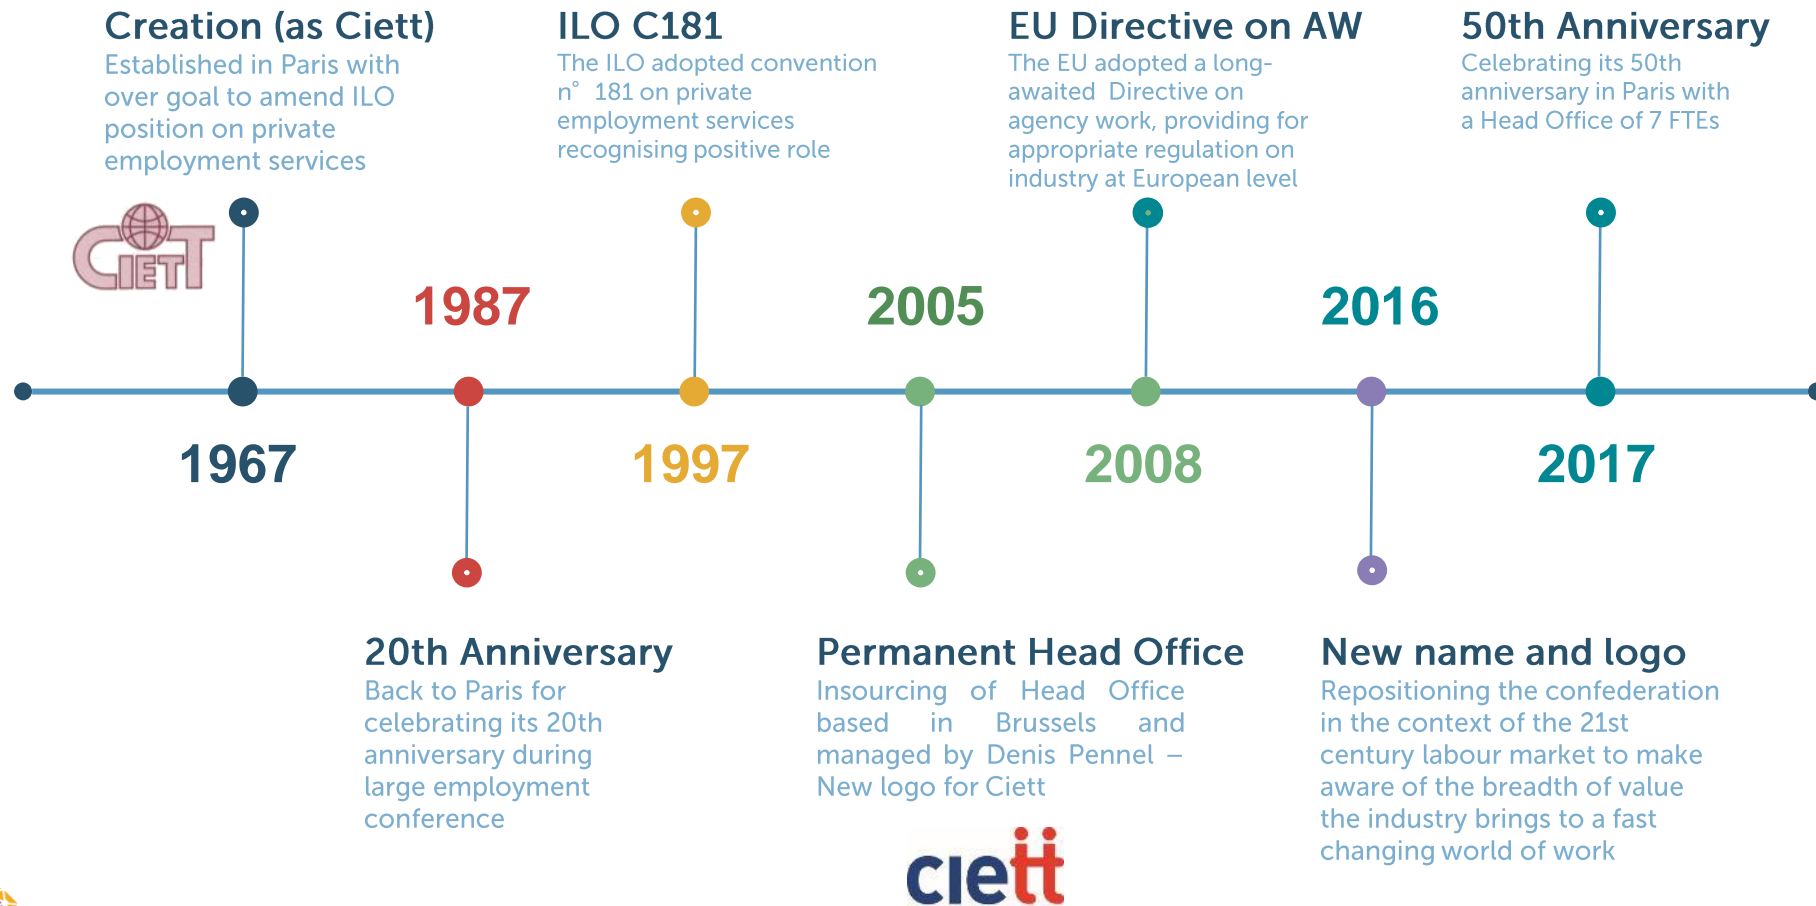 Creation (as Ciett)
Established in Paris with
over goal to amend ILO
position on private
employment services
ILO C181
The ILO adopted convention
n° 181 on private
employment services
recognising positive role
EU Directive on AW
The EU adopted a long-
awaited Directive on
agency work, providing for
appropriate regulation on
industry at European level
50th Anniversary
Celebrating its 50th
anniversary in Paris with
a Head Office of 7 FTEs
CIETT
1987
2005
2016
1967
1997
2008
2017
20th Anniversary
Back to Paris for
celebrating its 20th
anniversary during
large employment
conference
Permanent Head Office
Insourcing of Head Office
based in Brussels and
managed by Denis Pennel –
New logo for Ciett
ciett
New name and logo
Repositioning the confederation
in the context of the 21st
century labour market to make
aware of the breadth of value
the industry brings to a fast
changing world of work